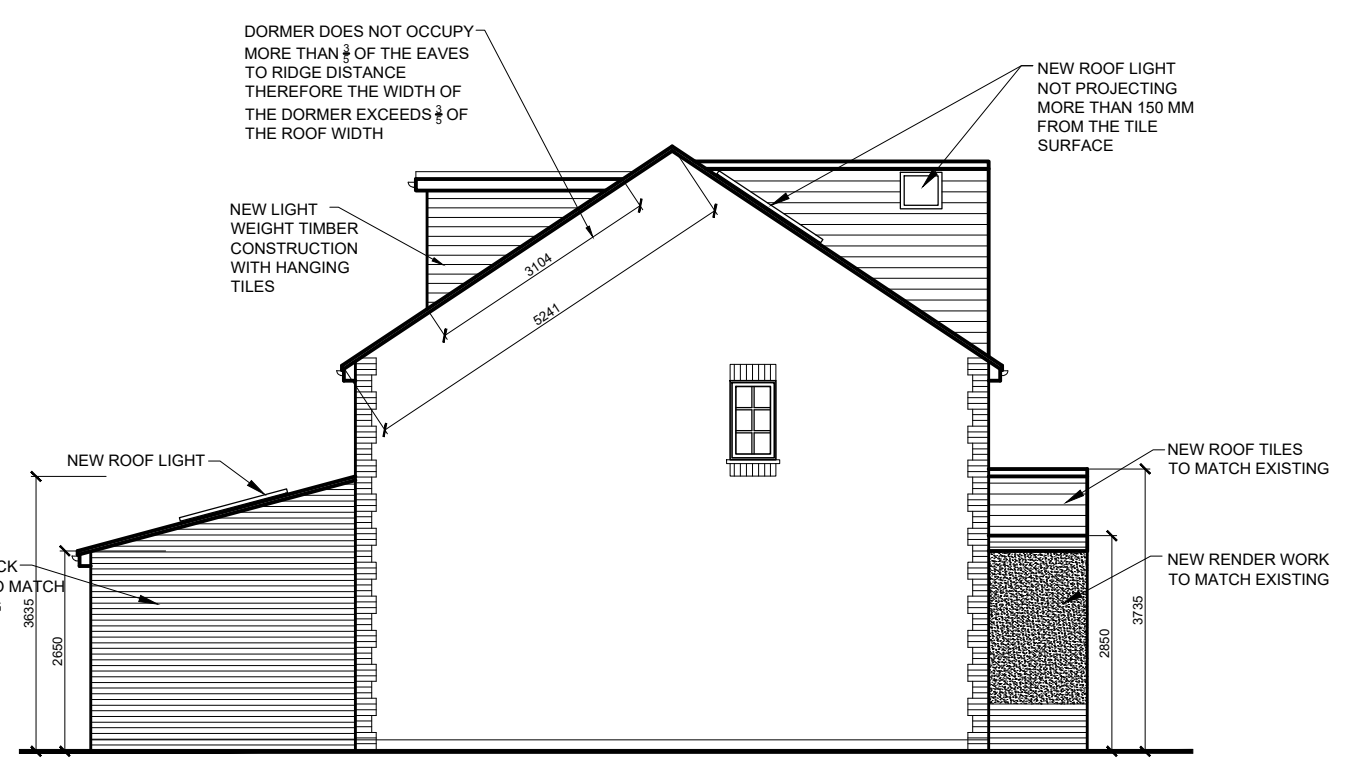 DORMER DOES NOT OCCUPY
MORE THAN 3/5 OF THE EAVES
TO RIDGE DISTANCE
THEREFORE THE WIDTH OF
THE DORMER EXCEEDS 3/5 OF
THE ROOF WIDTH
NEW ROOF LIGHT
NOT PROJECTING
MORE THAN 150 MM
FROM THE TILE
SURFACE
NEW LIGHT
WEIGHT TIMBER
CONSTRUCTION
WITH HANGING
TILES
3104
5241
NEW ROOF LIGHT
NEW ROOF TILES
TO MATCH EXISTING
NEW RENDER WORK
TO MATCH EXISTING
MATCH
3635
2650
2850
3735